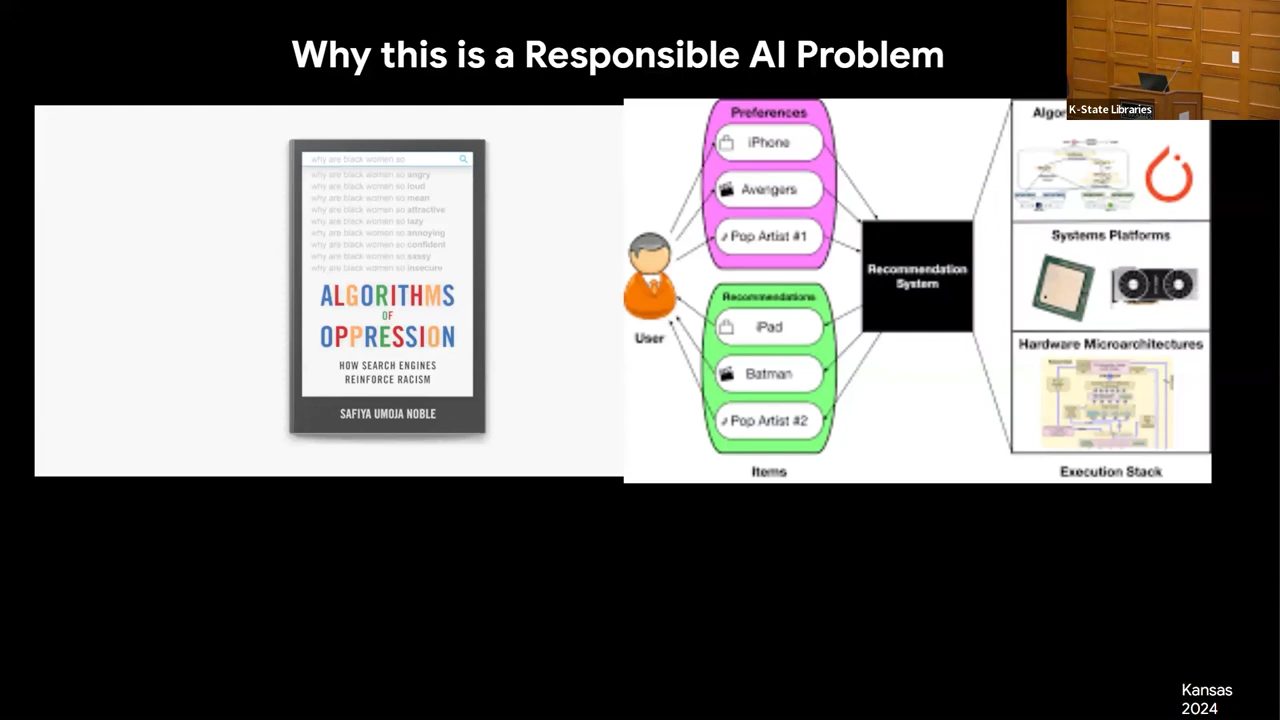 Why this is a Responsible AI Problem
K-State Libraries
why are black women so
why are black women so angry
why are black women so loud
why are black women so mean
why are black women so attractive
why are black women so lazy
why are black women so annoying
why are black women so confident
why are black women so sassy
why are black women so insecure
ALGORITHMS
OF
OPPRESSION
HOW SEARCH ENGINES
REINFORCE RACISM
SAFIYA UMOJA NOBLE
User
Preferences
iPhone
Avengers
Pop Artist #1
Recommendations
iPad
Batman
Pop Artist #2
Items
Recommendation
System
Systems Platforms
Hardware Microarchitectures
Execution Stack
Kansas
2024